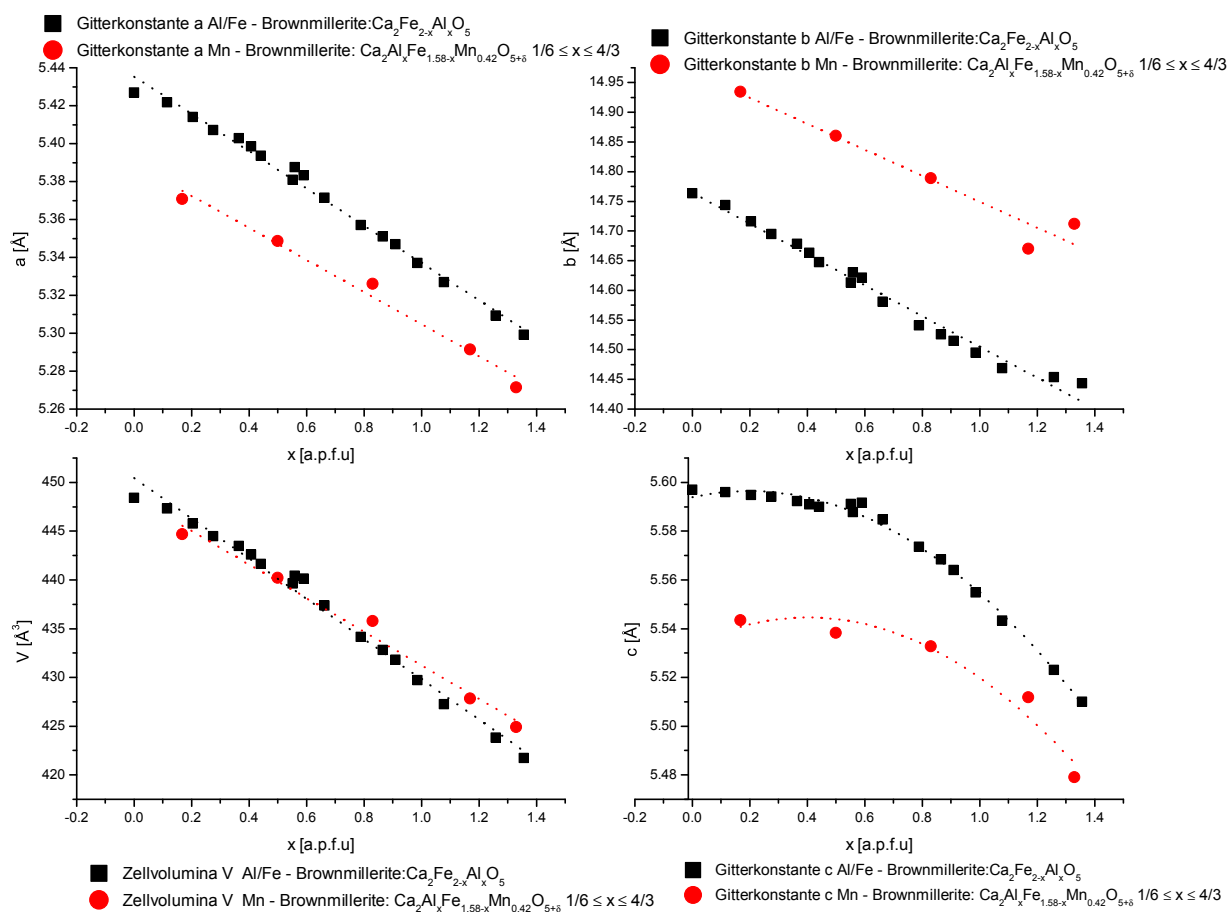 Gitterkonstante a Al/Fe - Brownmillerite:Ca₂Fe₂₋ₓAlₓO₅
Gitterkonstante a Mn - Brownmillerite: Ca₂AlₓFe₁.₅₈₋ₓMn₀.₄₂O₅₊δ 1/6 ≤ x ≤ 4/3
5.44
5.42
5.40
5.38
5.36
5.34
5.32
5.30
5.28
5.26
a [Å]
-0.2 0.0 0.2 0.4 0.6 0.8 1.0 1.2 1.4
x [a.p.f.u]
Gitterkonstante b Al/Fe - Brownmillerite:Ca₂Fe₂₋ₓAlₓO₅
Gitterkonstante b Mn - Brownmillerite: Ca₂AlₓFe₁.₅₈₋ₓMn₀.₄₂O₅₊δ 1/6 ≤ x ≤ 4/3
14.95
14.90
14.85
14.80
14.75
14.70
14.65
14.60
14.55
14.50
14.45
14.40
b [Å]
-0.2 0.0 0.2 0.4 0.6 0.8 1.0 1.2 1.4
x [a.p.f.u]
450
445
440
435
430
425
420
V [Å³]
-0.2 0.0 0.2 0.4 0.6 0.8 1.0 1.2 1.4
x [a.p.f.u]
Zellvolumina V Al/Fe - Brownmillerite:Ca₂Fe₂₋ₓAlₓO₅
Zellvolumina V Mn - Brownmillerite: Ca₂AlₓFe₁.₅₈₋ₓMn₀.₄₂O₅₊δ 1/6 ≤ x ≤ 4/3
5.60
5.58
5.56
5.54
5.52
5.50
5.48
c [Å]
-0.2 0.0 0.2 0.4 0.6 0.8 1.0 1.2 1.4
x [a.p.f.u]
Gitterkonstante c Al/Fe - Brownmillerite:Ca₂Fe₂₋ₓAlₓO₅
Gitterkonstante c Mn - Brownmillerite: Ca₂AlₓFe₁.₅₈₋ₓMn₀.₄₂O₅₊δ 1/6 ≤ x ≤ 4/3